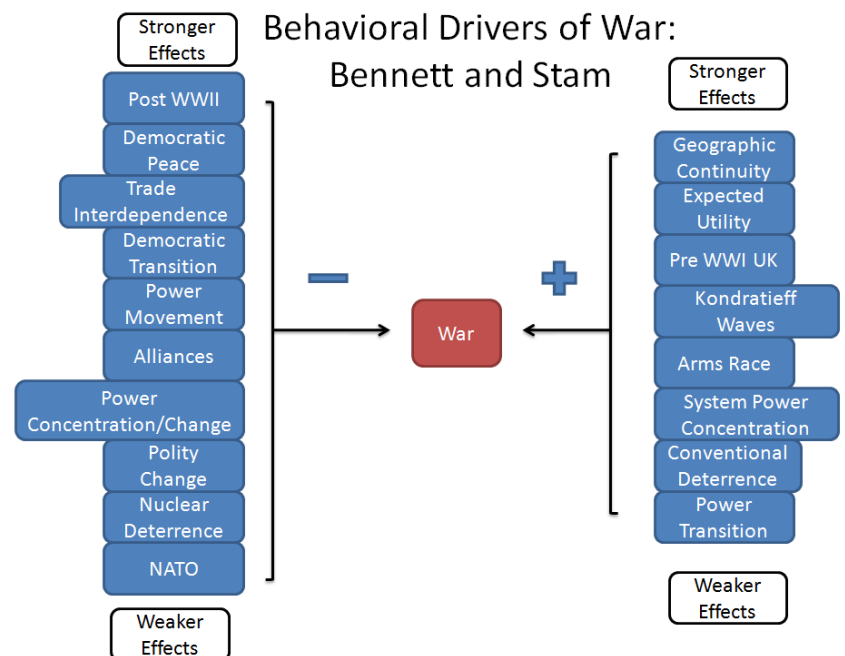 Behavioral Drivers of War:
Bennett and Stam
Stronger
Effects
Post WWII
Democratic
Peace
Trade
Interdependence
Democratic
Transition
Power
Movement
Alliances
Power
Concentration/Change
Polity
Change
Nuclear
Deterrence
NATO
Weaker
Effects
War
Stronger
Effects
Geographic
Continuity
Expected
Utility
Pre WWI UK
Kondratieff
Waves
Arms Race
System Power
Concentration
Conventional
Deterrence
Power
Transition
Weaker
Effects